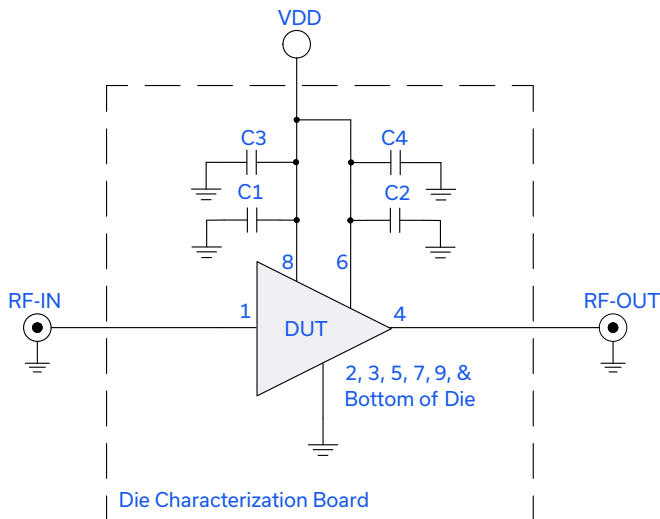 VDD
C3
C4
C1
C2
8
6
RF-IN
RF-OUT
1
4
DUT
2, 3, 5, 7, 9, &
Bottom of Die
Die Characterization Board